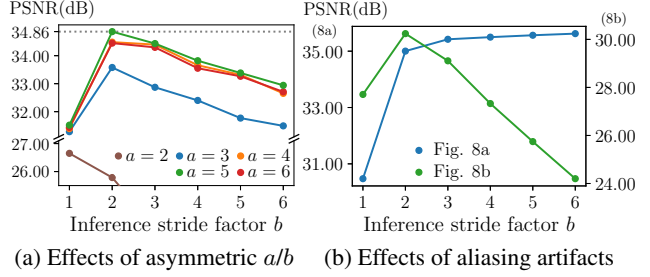 PSNR(dB)
34.86
34.00
33.00
32.00
27.00
26.00
a = 2
a = 3
a = 4
a = 5
a = 6
1 2 3 4 5 6
Inference stride factor b
(a) Effects of asymmetric a/b
PSNR(dB)
(8a)
(8b)
35.00
33.00
31.00
30.00
28.00
26.00
24.00
Fig. 8a
Fig. 8b
1 2 3 4 5 6
Inference stride factor b
(b) Effects of aliasing artifacts